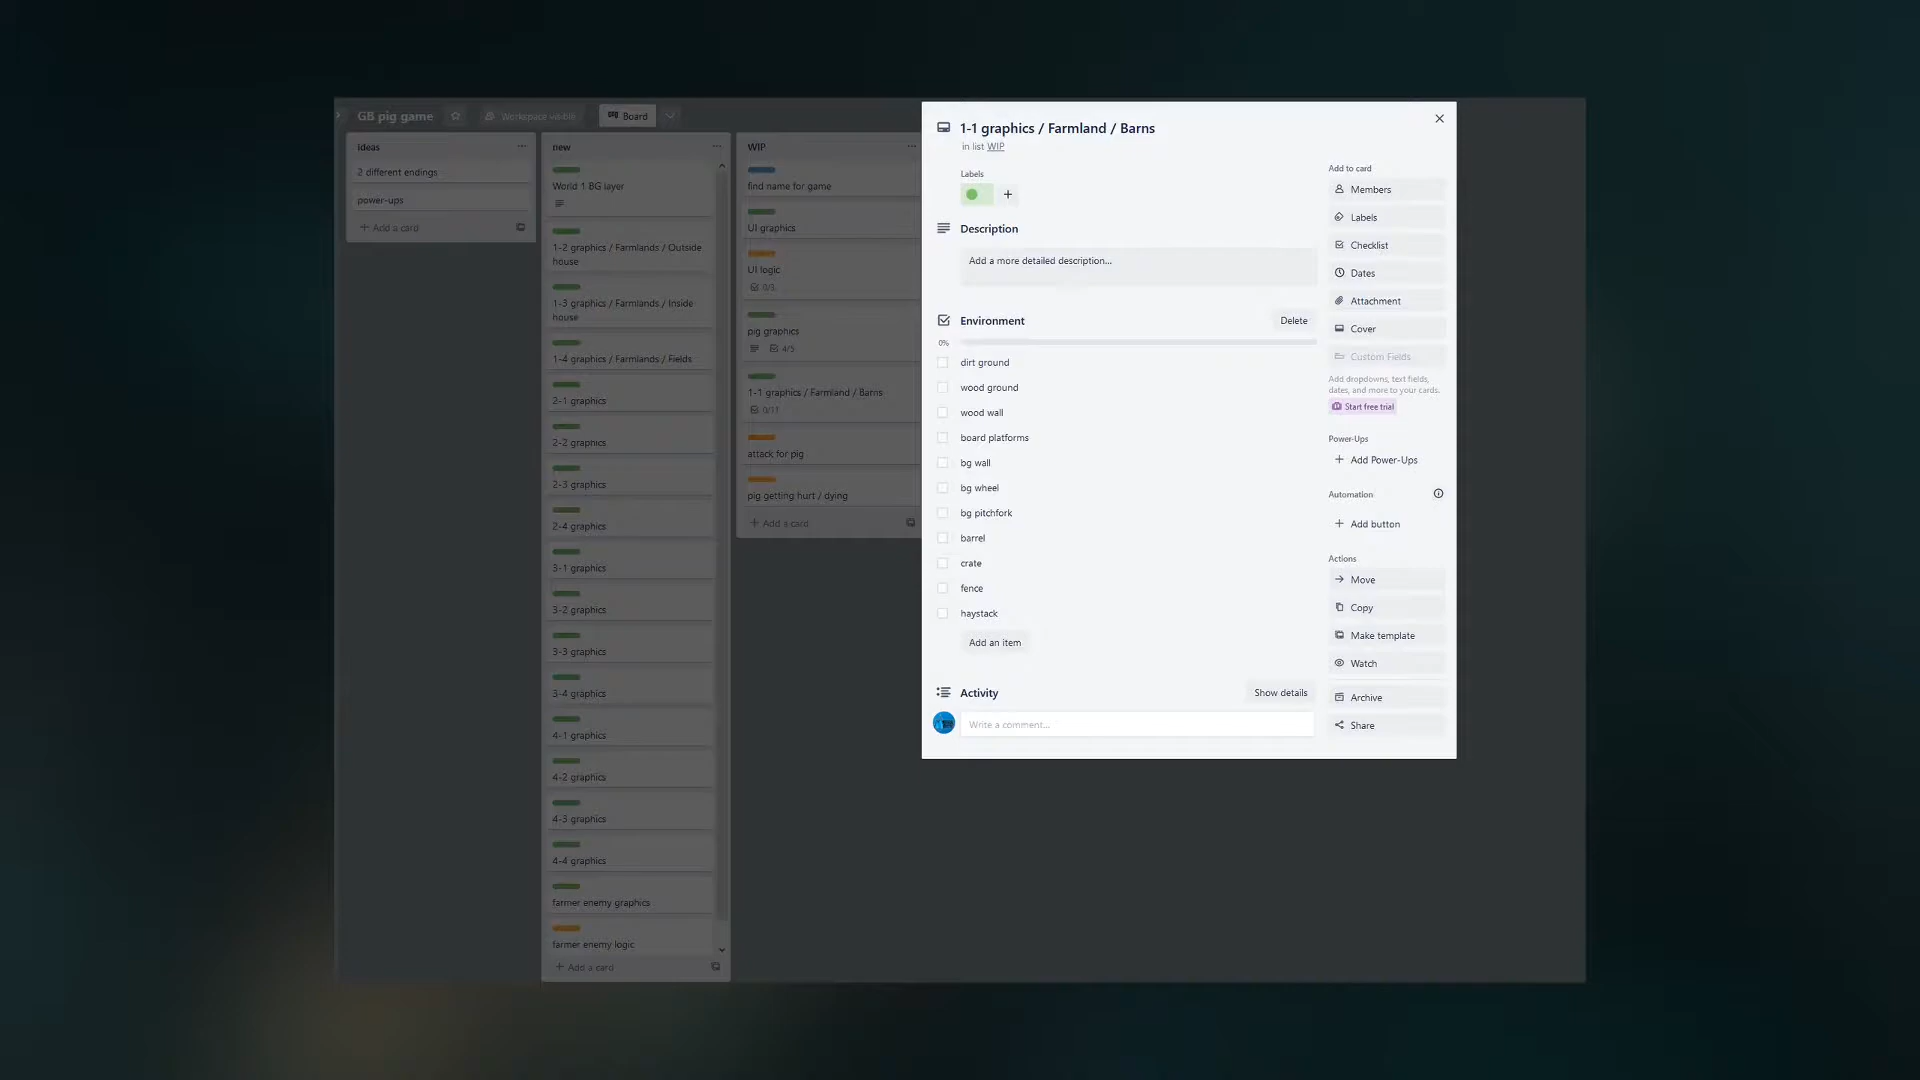 GB pig game
Workspace visible
Board
ideas
2 different endings
power-ups
Add a card
new
World 1 BG layer
1-2 graphics / Farmlands / Outside
house
1-3 graphics / Farmlands / Inside
house
1-4 graphics / Farmlands / Fields
2-1 graphics
2-2 graphics
2-3 graphics
2-4 graphics
3-1 graphics
3-2 graphics
3-3 graphics
3-4 graphics
4-1 graphics
4-2 graphics
4-3 graphics
4-4 graphics
farmer enemy graphics
farmer enemy logic
Add a card
WIP
find name for game
UI graphics
UI logic
0/3
pig graphics
4/5
1-1 graphics / Farmland / Barns
0/11
attack for pig
pig getting hurt / dying
Add a card
1-1 graphics / Farmland / Barns
in list WIP
Labels
Description
Add a more detailed description...
Environment
Delete
0%
dirt ground
wood ground
wood wall
board platforms
bg wall
bg wheel
bg pitchfork
barrel
crate
fence
haystack
Add an item
Activity
Show details
Write a comment...
Add to card
Members
Labels
Checklist
Dates
Attachment
Cover
Custom Fields
Add dropdowns, text fields,
dates, and more to your cards.
Start free trial
Power-Ups
Add Power-Ups
Automation
Add button
Actions
Move
Copy
Make template
Watch
Archive
Share